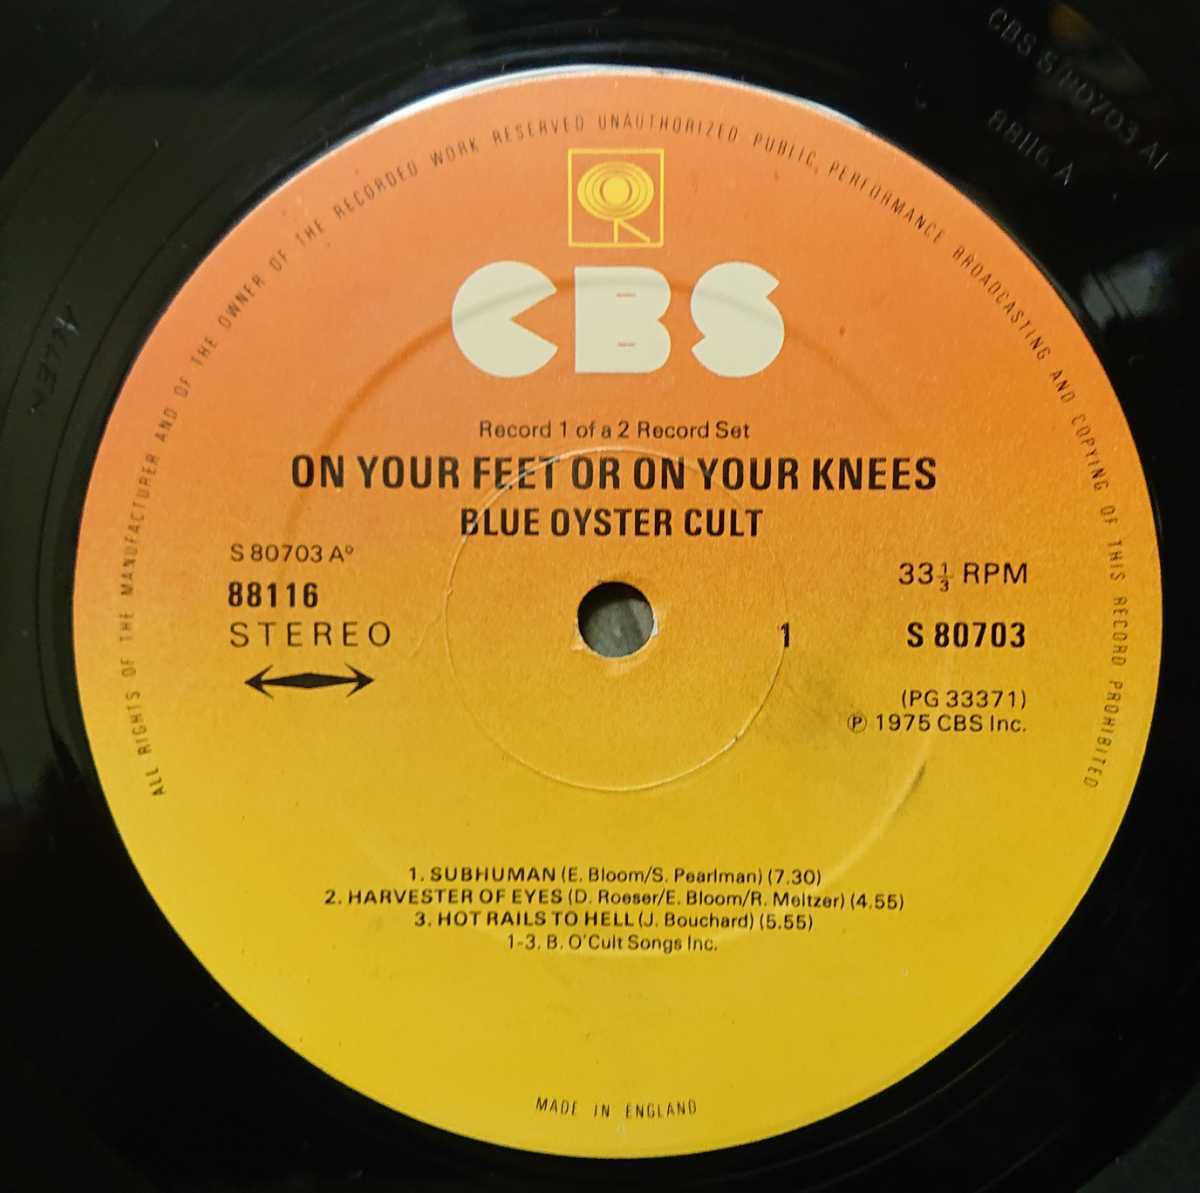 ALL RIGHTS OF THE MANUFACTURER AND OF THE OWNER OF THE RECORDED WORK RESERVED UNAUTHORIZED PUBLIC, PERFORMANCE BROADCASTING AND COPYING OF THIS RECORD PROHIBITED
CBS S 80703 A1
88116 A
CBS
Record 1 of a 2 Record Set
ON YOUR FEET OR ON YOUR KNEES
BLUE OYSTER CULT
S 80703 Aº
88116
STEREO
33⅓ RPM
1
S 80703
(PG 33371)
℗ 1975 CBS Inc.
1. SUBHUMAN (E. Bloom/S. Pearlman) (7.30)
2. HARVESTER OF EYES (D. Roeser/E. Bloom/R. Meltzer) (4.55)
3. HOT RAILS TO HELL (J. Bouchard) (5.55)
1-3. B. O'Cult Songs Inc.
MADE IN ENGLAND